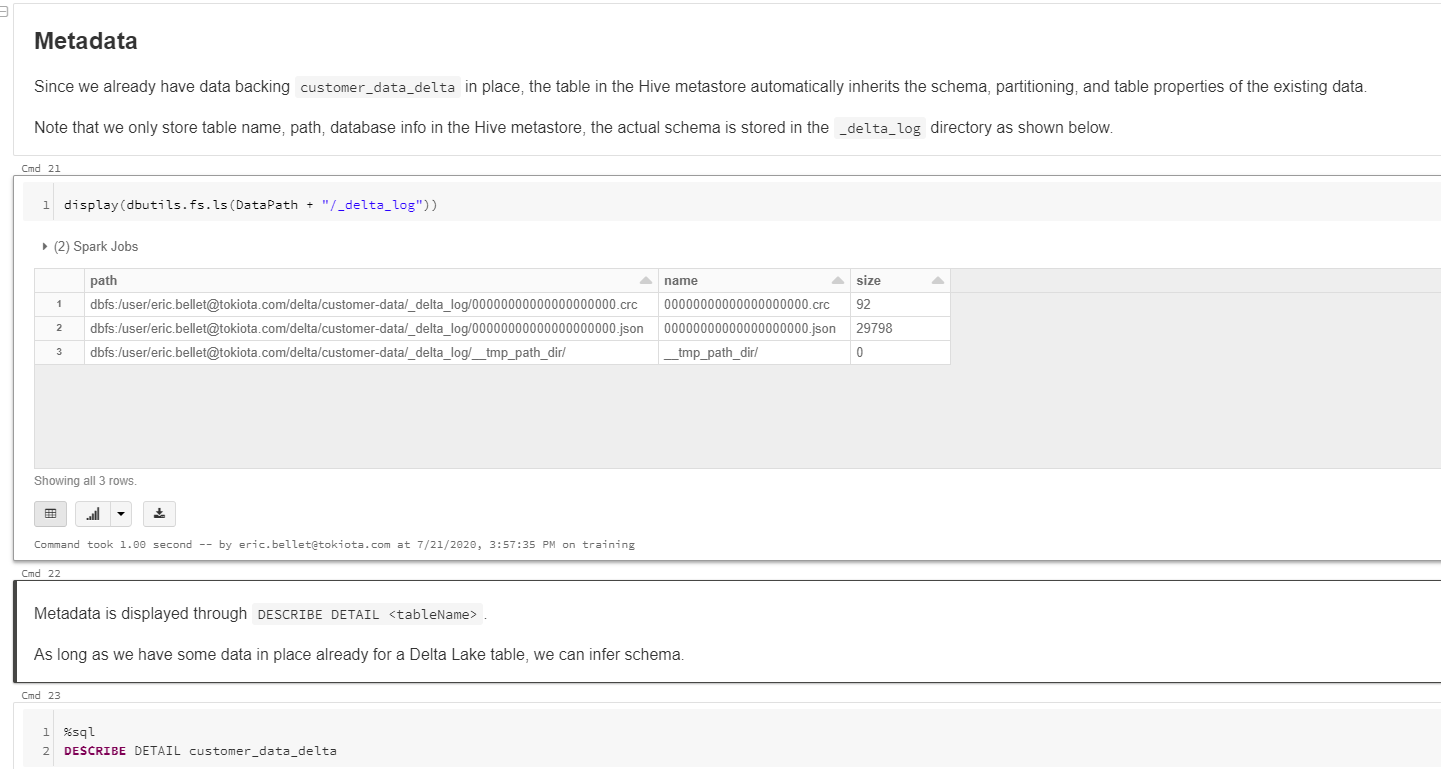 Metadata
Since we already have data backing customer_data_delta in place, the table in the Hive metastore automatically inherits the schema, partitioning, and table properties of the existing data.
Note that we only store table name, path, database info in the Hive metastore, the actual schema is stored in the _delta_log directory as shown below.
Cmd 21
1 display(dbutils.fs.ls(DataPath + "/_delta_log"))
(2) Spark Jobs
path name size
1 dbfs:/user/eric.bellet@tokiota.com/delta/customer-data/_delta_log/00000000000000000000.crc 00000000000000000000.crc 92
2 dbfs:/user/eric.bellet@tokiota.com/delta/customer-data/_delta_log/00000000000000000000.json 00000000000000000000.json 29798
3 dbfs:/user/eric.bellet@tokiota.com/delta/customer-data/_delta_log/__tmp_path_dir/ __tmp_path_dir/ 0
Showing all 3 rows.
Command took 1.00 second -- by eric.bellet@tokiota.com at 7/21/2020, 3:57:35 PM on training
Cmd 22
Metadata is displayed through DESCRIBE DETAIL <tableName>.
As long as we have some data in place already for a Delta Lake table, we can infer schema.
Cmd 23
1 %sql
2 DESCRIBE DETAIL customer_data_delta